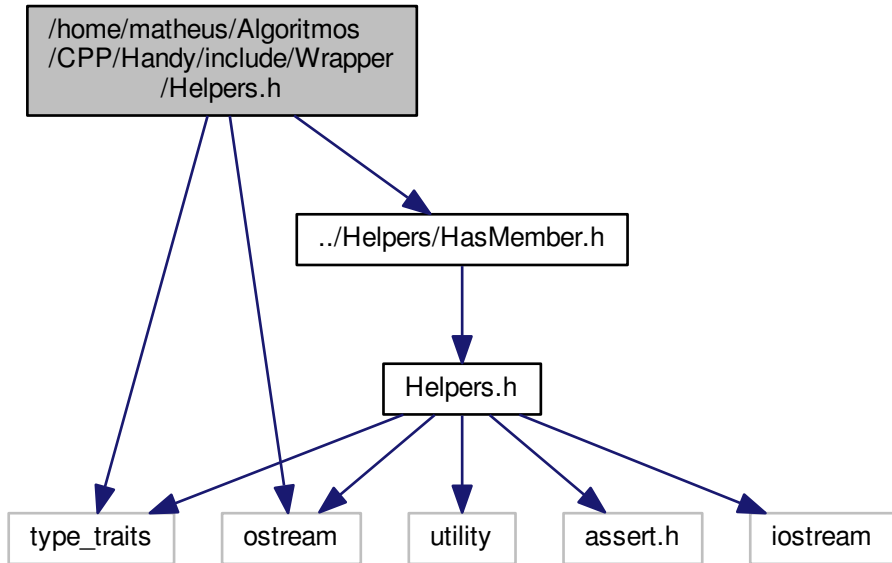 /home/matheus/Algoritmos
/CPP/Handy/include/Wrapper
/Helpers.h
../Helpers/HasMember.h
Helpers.h
type_traits
ostream
utility
assert.h
iostream